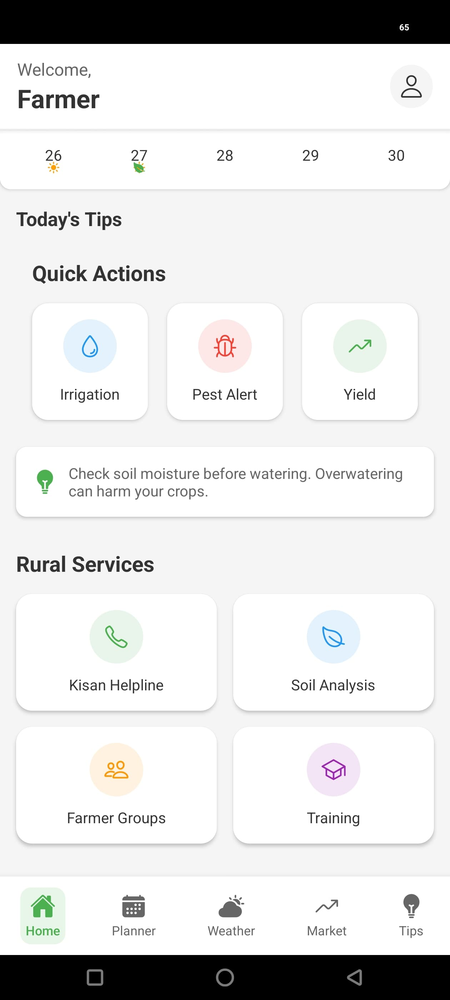 65
Welcome,
Farmer
26 27 28 29 30
Today's Tips
Quick Actions
Irrigation Pest Alert Yield
Check soil moisture before watering. Overwatering
can harm your crops.
Rural Services
Kisan Helpline Soil Analysis
Farmer Groups Training
Home Planner Weather Market Tips